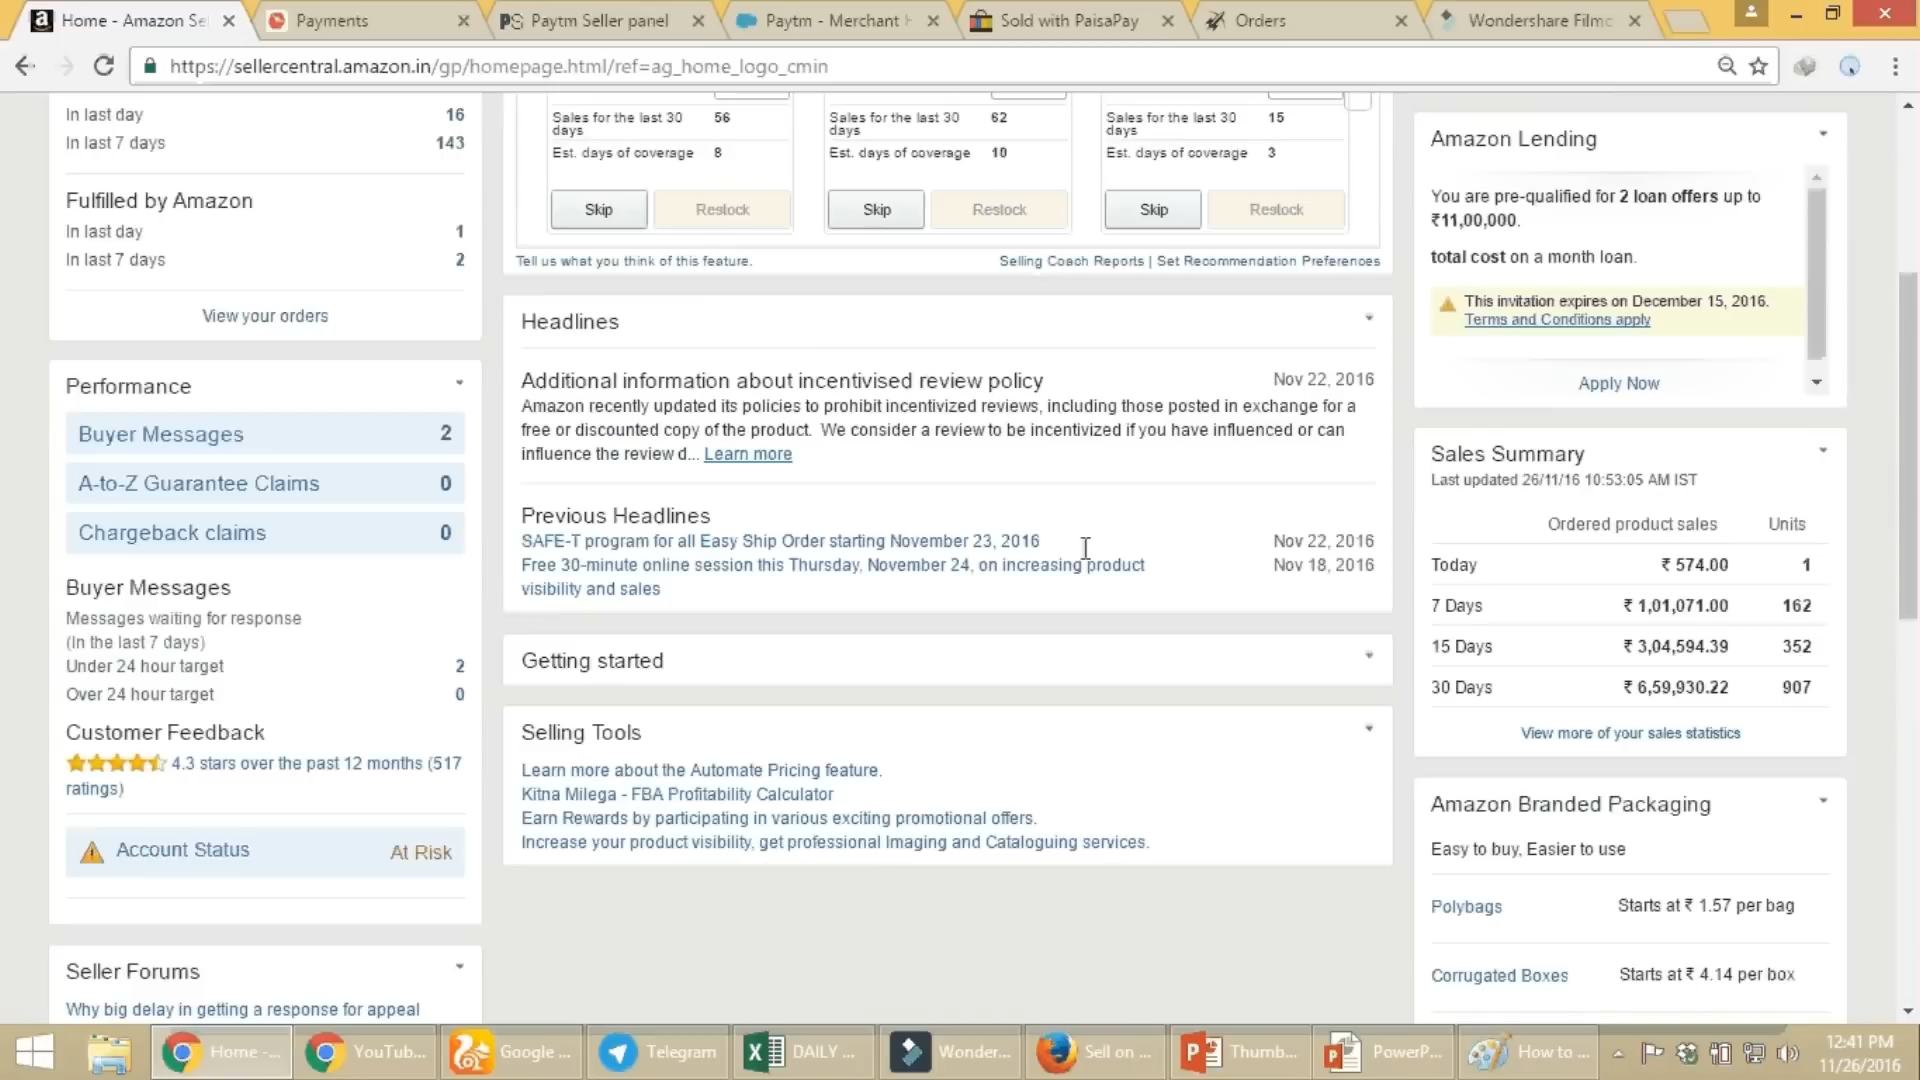 Home - Amazon Se
Payments
Paytm Seller panel
Paytm - Merchant H
Sold with PaisaPay
Orders
Wondershare Filmo
https://sellercentral.amazon.in/gp/homepage.html/ref=ag_home_logo_cmin
In last day 16
In last 7 days 143
Fulfilled by Amazon
In last day 1
In last 7 days 2
View your orders
Performance
Buyer Messages 2
A-to-Z Guarantee Claims 0
Chargeback claims 0
Buyer Messages
Messages waiting for response
(In the last 7 days)
Under 24 hour target 2
Over 24 hour target 0
Customer Feedback
4.3 stars over the past 12 months (517
ratings)
Account Status At Risk
Seller Forums
Why big delay in getting a response for appeal
Sales for the last 30 days 56
Est. days of coverage 8
Skip Restock
Sales for the last 30 days 62
Est. days of coverage 10
Skip Restock
Sales for the last 30 days 15
Est. days of coverage 3
Skip Restock
Tell us what you think of this feature.
Selling Coach Reports | Set Recommendation Preferences
Headlines
Additional information about incentivised review policy Nov 22, 2016
Amazon recently updated its policies to prohibit incentivized reviews, including those posted in exchange for a
free or discounted copy of the product. We consider a review to be incentivized if you have influenced or can
influence the review d... Learn more
Previous Headlines
SAFE-T program for all Easy Ship Order starting November 23, 2016 Nov 22, 2016
Free 30-minute online session this Thursday, November 24, on increasing product Nov 18, 2016
visibility and sales
Getting started
Selling Tools
Learn more about the Automate Pricing feature.
Kitna Milega - FBA Profitability Calculator
Earn Rewards by participating in various exciting promotional offers.
Increase your product visibility, get professional Imaging and Cataloguing services.
Amazon Lending
You are pre-qualified for 2 loan offers up to
₹11,00,000.
total cost on a month loan.
This invitation expires on December 15, 2016.
Terms and Conditions apply
Apply Now
Sales Summary
Last updated 26/11/16 10:53:05 AM IST
Ordered product sales Units
Today ₹ 574.00 1
7 Days ₹ 1,01,071.00 162
15 Days ₹ 3,04,594.39 352
30 Days ₹ 6,59,930.22 907
View more of your sales statistics
Amazon Branded Packaging
Easy to buy, Easier to use
Polybags Starts at ₹ 1.57 per bag
Corrugated Boxes Starts at ₹ 4.14 per box
Home -...
YouTub...
Google ...
Telegram
DAILY ...
Wonder...
Sell on ...
Thumb...
PowerP...
How to ...
12:41 PM
11/26/2016